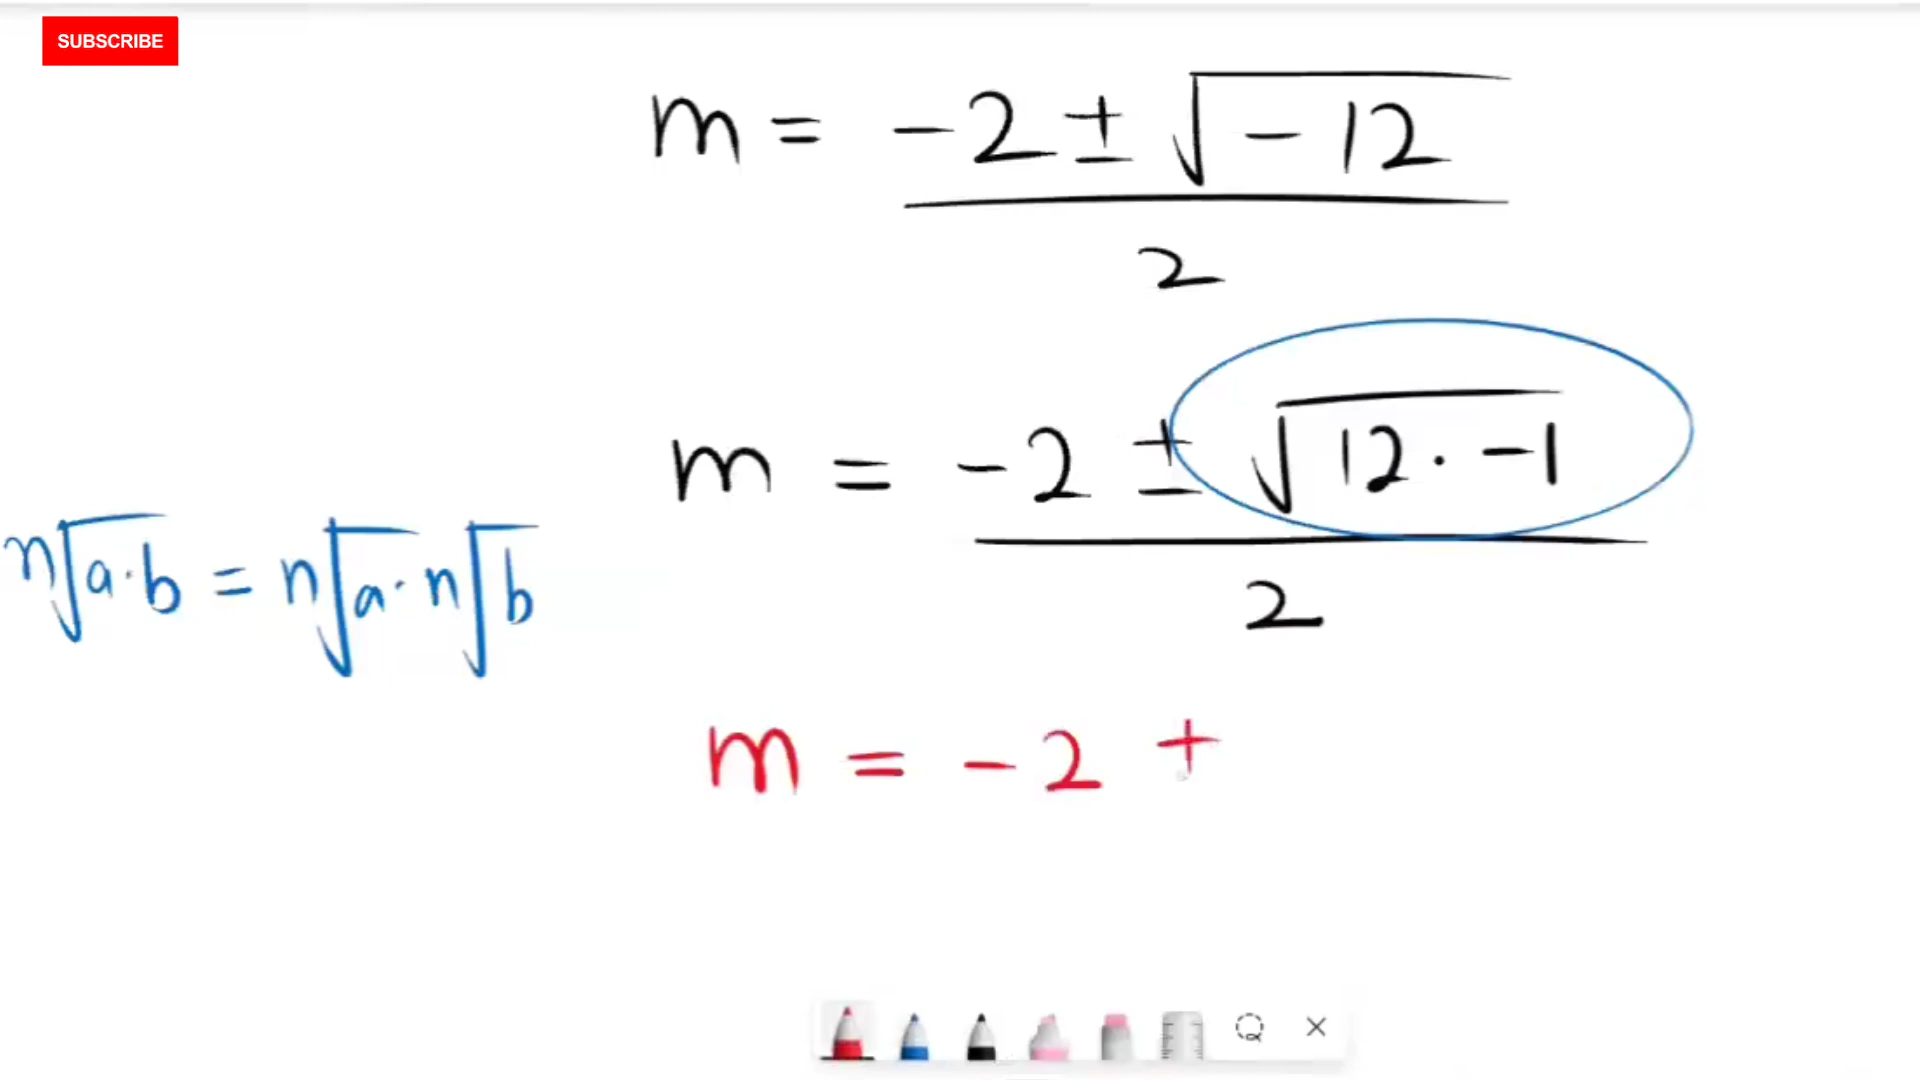 SUBSCRIBE
m = -2 ± √-12
2
m = -2 ± √12 · -1
2
n√a·b = n√a · n√b
m = -2 +